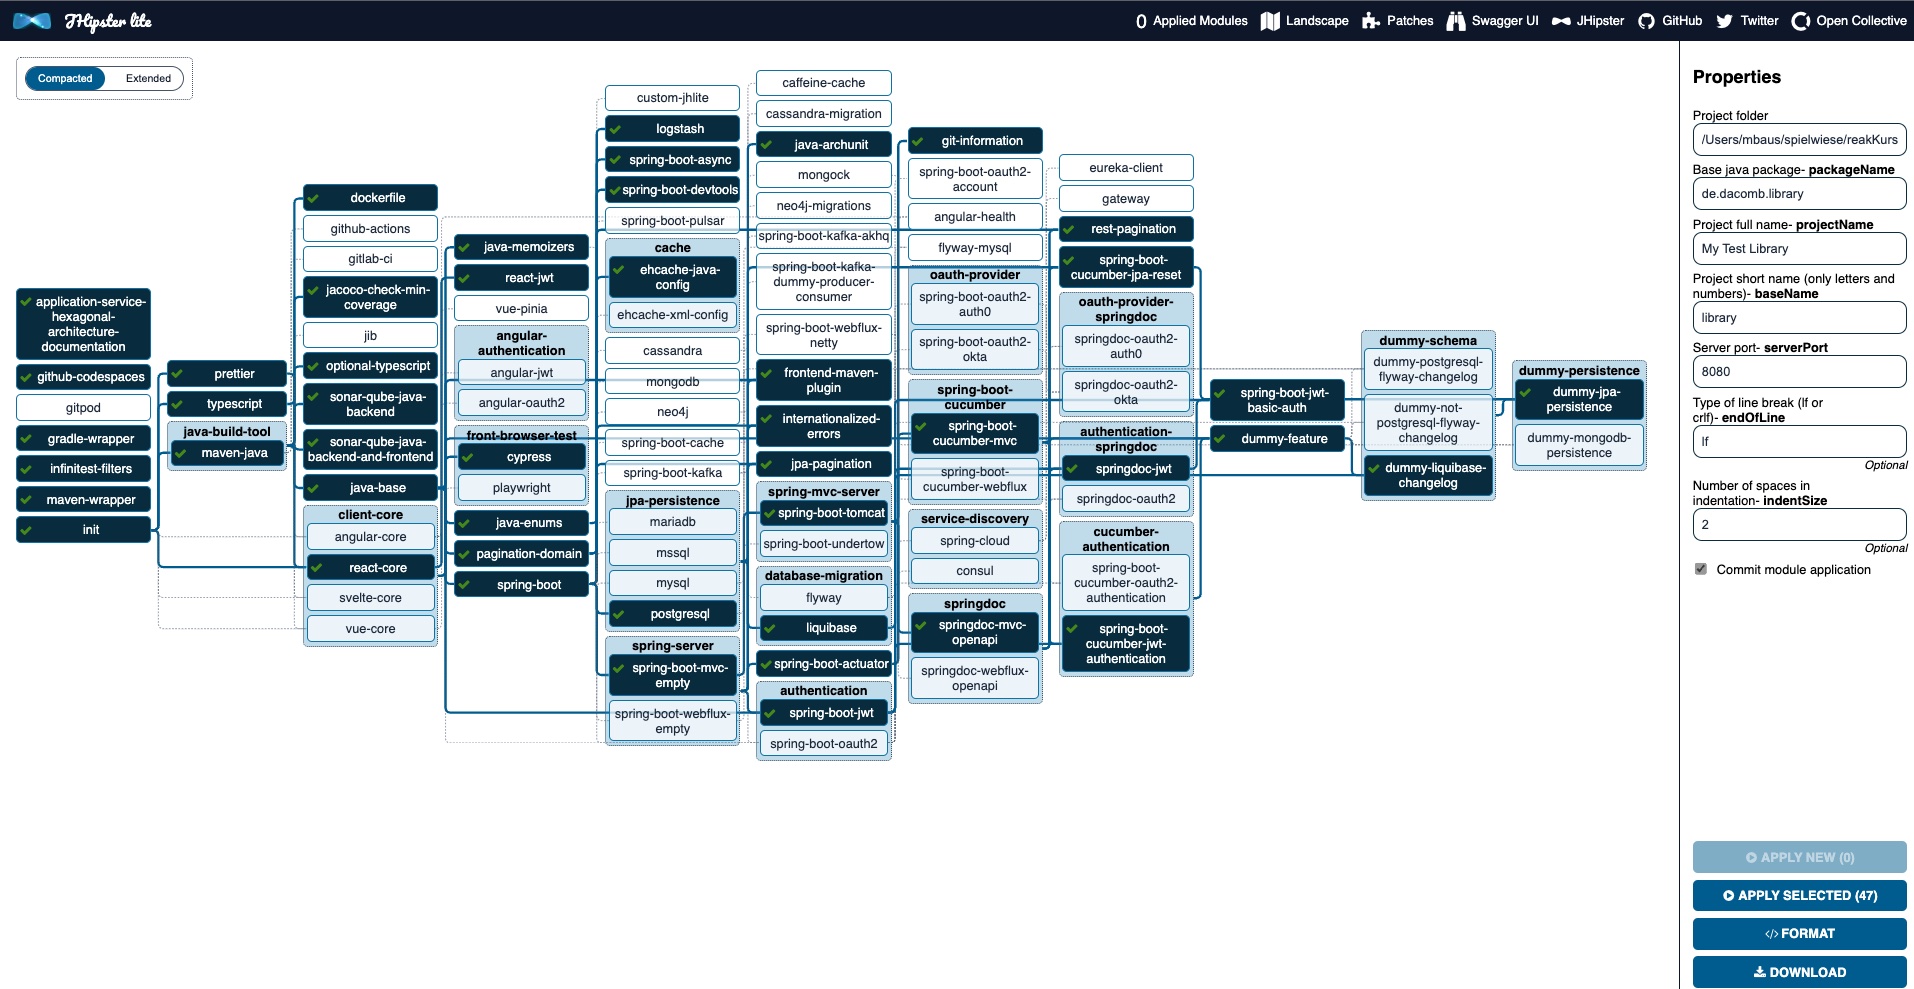 JHipster lite
0 Applied Modules
Landscape
Patches
Swagger UI
JHipster
GitHub
Twitter
Open Collective
Compacted
Extended
application-service-
hexagonal-
architecture-
documentation
github-codespaces
gitpod
gradle-wrapper
infinitest-filters
maven-wrapper
init
prettier
typescript
java-build-tool
maven-java
dockerfile
github-actions
gitlab-ci
jacoco-check-min-
coverage
jib
optional-typescript
sonar-qube-java-
backend
sonar-qube-java-
backend-and-frontend
java-base
client-core
angular-core
react-core
svelte-core
vue-core
java-memoizers
react-jwt
vue-pinia
angular-
authentication
angular-jwt
angular-oauth2
front-browser-test
cypress
playwright
java-enums
pagination-domain
spring-boot
custom-jhlite
logstash
spring-boot-async
spring-boot-devtools
spring-boot-pulsar
cache
ehcache-java-
config
ehcache-xml-config
cassandra
mongodb
neo4j
spring-boot-cache
spring-boot-kafka
jpa-persistence
mariadb
mssql
mysql
postgresql
spring-server
spring-boot-mvc-
empty
spring-boot-webflux-
empty
caffeine-cache
cassandra-migration
java-archunit
mongock
neo4j-migrations
spring-boot-kafka-akhq
spring-boot-kafka-
dummy-producer-
consumer
spring-boot-webflux-
netty
frontend-maven-
plugin
internationalized-
errors
jpa-pagination
spring-mvc-server
spring-boot-tomcat
spring-boot-undertow
database-migration
flyway
liquibase
spring-boot-actuator
authentication
spring-boot-jwt
spring-boot-oauth2
git-information
spring-boot-oauth2-
account
angular-health
flyway-mysql
oauth-provider
spring-boot-oauth2-
auth0
spring-boot-oauth2-
okta
spring-boot-
cucumber
spring-boot-
cucumber-mvc
spring-boot-
cucumber-webflux
service-discovery
spring-cloud
consul
springdoc
springdoc-mvc-
openapi
springdoc-webflux-
openapi
eureka-client
gateway
rest-pagination
spring-boot-
cucumber-jpa-reset
oauth-provider-
springdoc
springdoc-oauth2-
auth0
springdoc-oauth2-
okta
authentication-
springdoc
springdoc-jwt
springdoc-oauth2
cucumber-
authentication
spring-boot-
cucumber-oauth2-
authentication
spring-boot-
cucumber-jwt-
authentication
spring-boot-jwt-
basic-auth
dummy-feature
dummy-schema
dummy-postgresql-
flyway-changelog
dummy-not-
postgresql-flyway-
changelog
dummy-liquibase-
changelog
dummy-persistence
dummy-jpa-
persistence
dummy-mongodb-
persistence
Properties
Project folder
/Users/mbaus/spielwiese/reakKurs
Base java package- packageName
de.dacomb.library
Project full name- projectName
My Test Library
Project short name (only letters and
numbers)- baseName
library
Server port- serverPort
8080
Type of line break (lf or
crlf)- endOfLine
lf
Optional
Number of spaces in
indentation- indentSize
2
Optional
Commit module application
APPLY NEW (0)
APPLY SELECTED (47)
</> FORMAT
DOWNLOAD